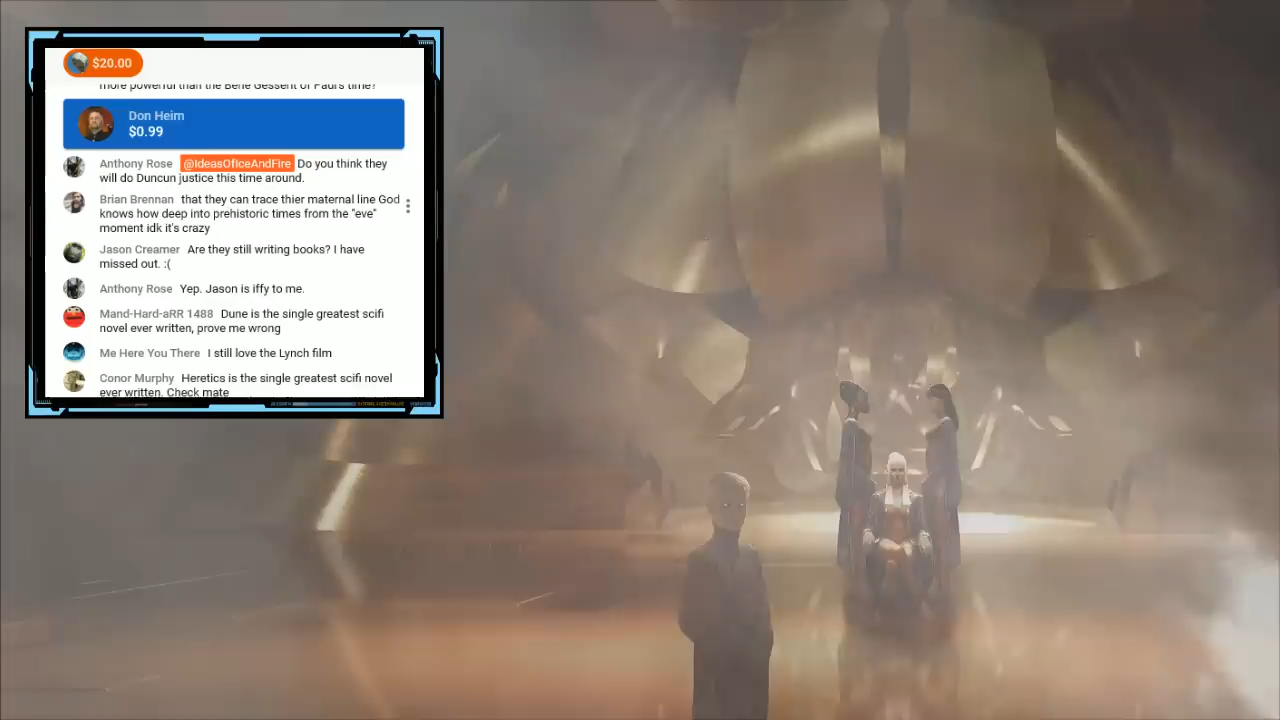 $20.00
more powerful than the Bene Gesserit of Paul's time?
Don Heim
$0.99
Anthony Rose @IdeasOfIceAndFire Do you think they
will do Duncun justice this time around.
Brian Brennan that they can trace thier maternal line God
knows how deep into prehistoric times from the "eve"
moment idk it's crazy
Jason Creamer Are they still writing books? I have
missed out. :(
Anthony Rose Yep. Jason is iffy to me.
Mand-Hard-aRR 1488 Dune is the single greatest scifi
novel ever written, prove me wrong
Me Here You There I still love the Lynch film
Conor Murphy Heretics is the single greatest scifi novel
ever written. Check mate